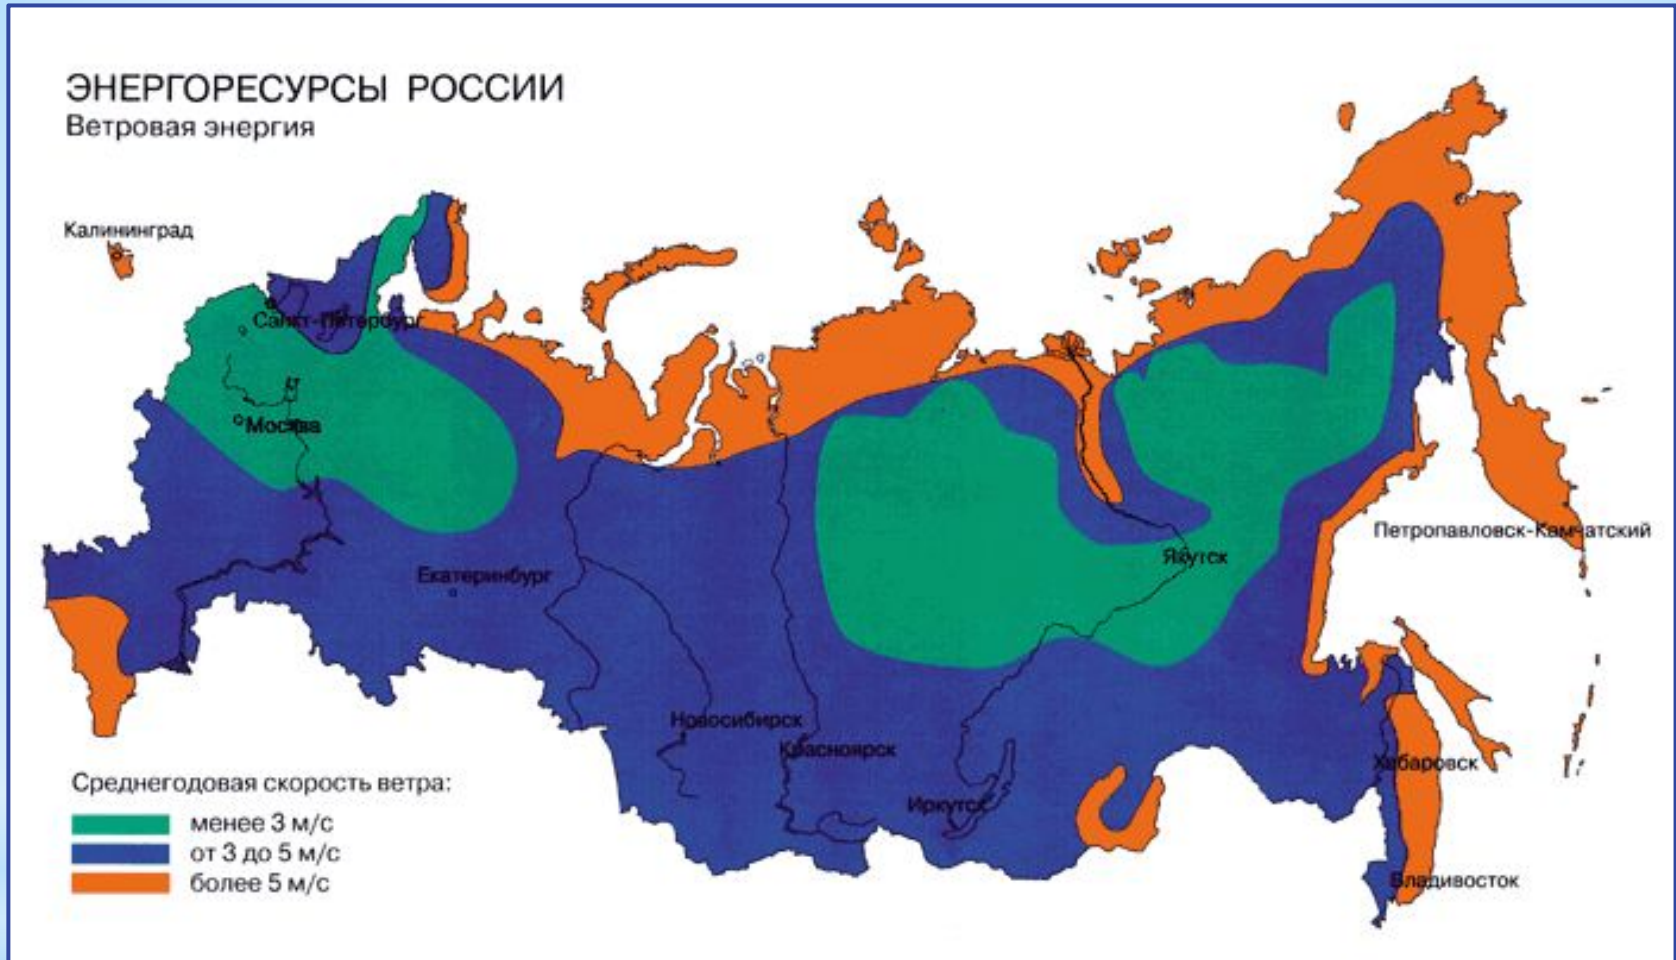 ЭНЕРГОРЕСУРСЫ РОССИИ
Ветровая энергия
Калининград
Санкт-Петербург
Москва
Петропавловск-Камчатский
Якутск
Екатеринбург
Новосибирск
Красноярск
Хабаровск
Иркутск
Владивосток
Среднегодовая скорость ветра:
менее 3 м/с
от 3 до 5 м/с
более 5 м/с